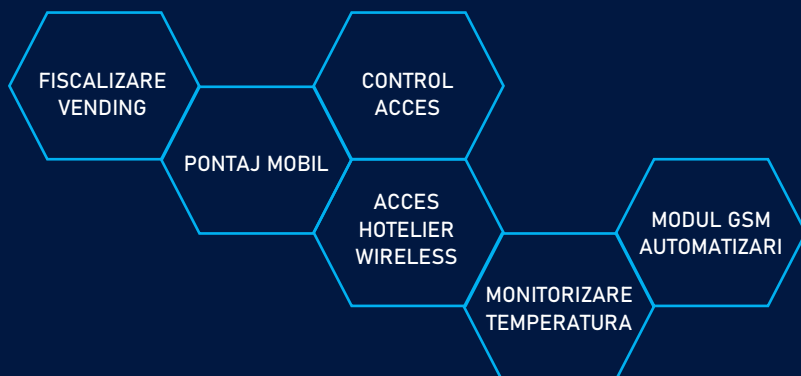 FISCALIZARE
VENDING
CONTROL
ACCES
PONTAJ MOBIL
ACCES
HOTELIER
WIRELESS
MODUL GSM
AUTOMATIZARI
MONITORIZARE
TEMPERATURA